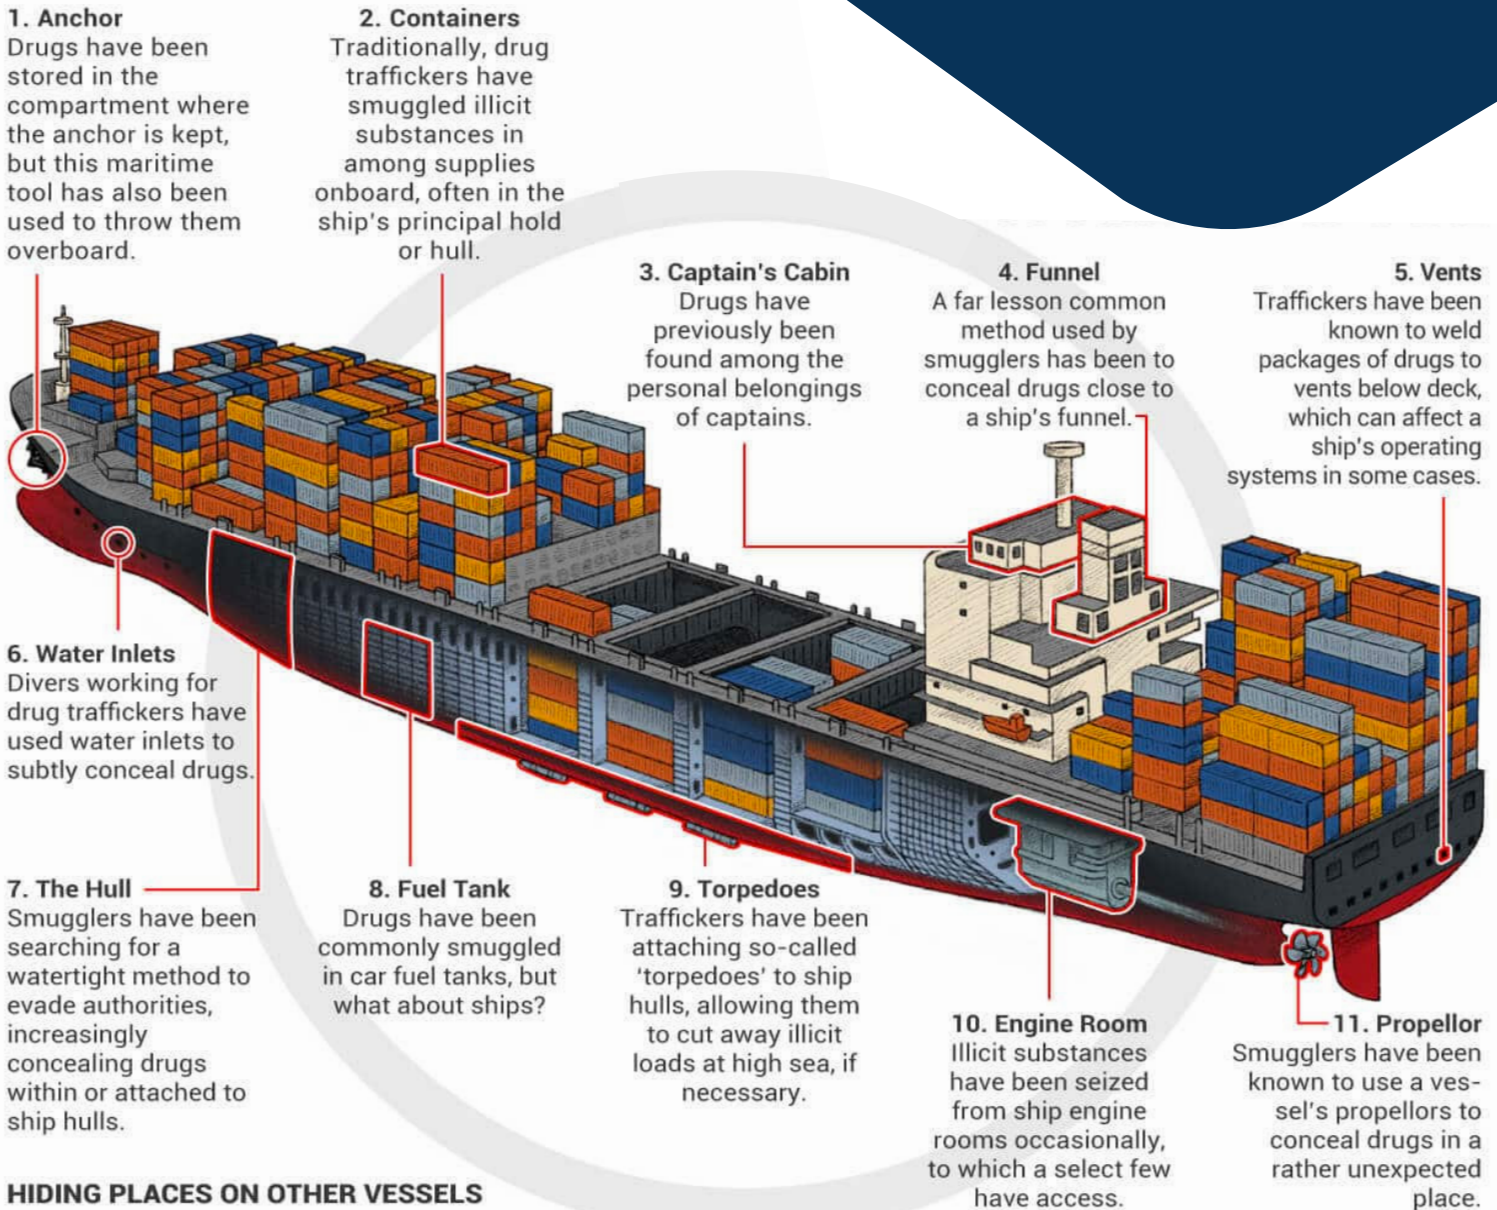 1. Anchor
Drugs have been
stored in the
compartment where
the anchor is kept,
but this maritime
tool has also been
used to throw them
overboard.
2. Containers
Traditionally, drug
traffickers have
smuggled illicit
substances in
among supplies
onboard, often in the
ship's principal hold
or hull.
3. Captain's Cabin
Drugs have
previously been
found among the
personal belongings
of captains.
4. Funnel
A far lesson common
method used by
smugglers has been to
conceal drugs close to
a ship's funnel.
5. Vents
Traffickers have been
known to weld
packages of drugs to
vents below deck,
which can affect a
ship's operating
systems in some cases.
6. Water Inlets
Divers working for
drug traffickers have
used water inlets to
subtly conceal drugs.
7. The Hull
Smugglers have been
searching for a
watertight method to
evade authorities,
increasingly
concealing drugs
within or attached to
ship hulls.
8. Fuel Tank
Drugs have been
commonly smuggled
in car fuel tanks, but
what about ships?
9. Torpedoes
Traffickers have been
attaching so-called
'torpedoes' to ship
hulls, allowing them
to cut away illicit
loads at high sea, if
necessary.
10. Engine Room
Illicit substances
have been seized
from ship engine
rooms occasionally,
to which a select few
have access.
11. Propellor
Smugglers have been
known to use a ves-
sel's propellors to
conceal drugs in a
rather unexpected
place.
HIDING PLACES ON OTHER VESSELS